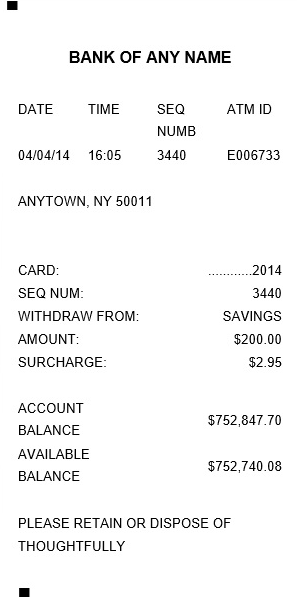 BANK OF ANY NAME
DATE TIME SEQ NUMB ATM ID
04/04/14 16:05 3440 E006733
ANYTOWN, NY 50011
CARD: ............2014
SEQ NUM: 3440
WITHDRAW FROM: SAVINGS
AMOUNT: $200.00
SURCHARGE: $2.95
ACCOUNT
BALANCE $752,847.70
AVAILABLE
BALANCE $752,740.08
PLEASE RETAIN OR DISPOSE OF
THOUGHTFULLY